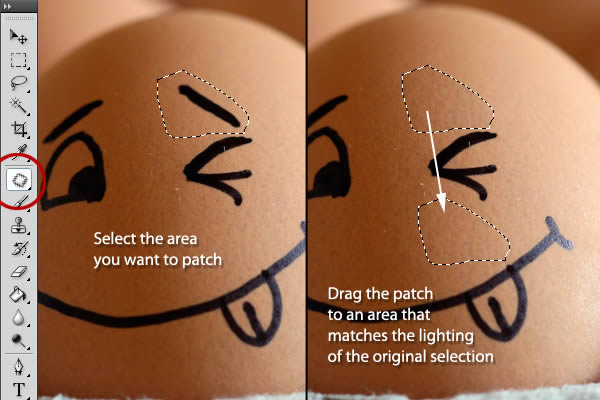 Select the area
you want to patch
Drag the patch
to an area that
matches the lighting
of the original selection
T